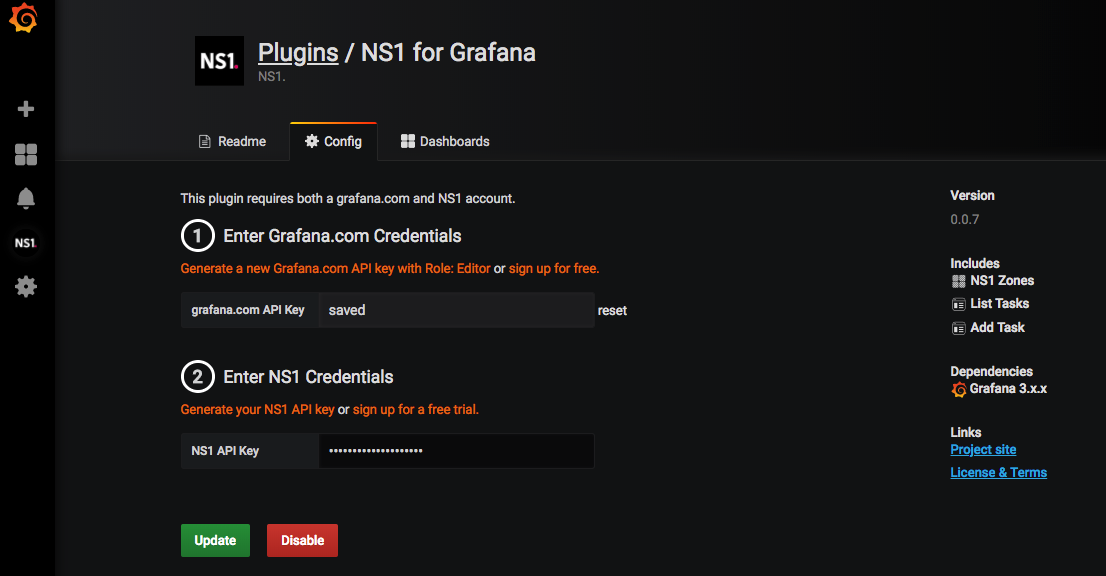 NS1.
Plugins / NS1 for Grafana
NS1.
Readme
Config
Dashboards
NS1.
This plugin requires both a grafana.com and NS1 account.
1 Enter Grafana.com Credentials
Generate a new Grafana.com API key with Role: Editor or sign up for free.
grafana.com API Key saved reset
2 Enter NS1 Credentials
Generate your NS1 API key or sign up for a free trial.
NS1 API Key ••••••••••••••••••••
Update Disable
Version
0.0.7
Includes
NS1 Zones
List Tasks
Add Task
Dependencies
Grafana 3.x.x
Links
Project site
License & Terms